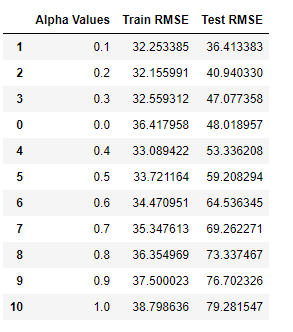 Alpha Values Train RMSE Test RMSE
1 0.1 32.253385 36.413383
2 0.2 32.155991 40.940330
3 0.3 32.559312 47.077358
0 0.0 36.417958 48.018957
4 0.4 33.089422 53.336208
5 0.5 33.721164 59.208294
6 0.6 34.470951 64.536345
7 0.7 35.347613 69.262271
8 0.8 36.354969 73.337467
9 0.9 37.500023 76.702326
10 1.0 38.798636 79.281547